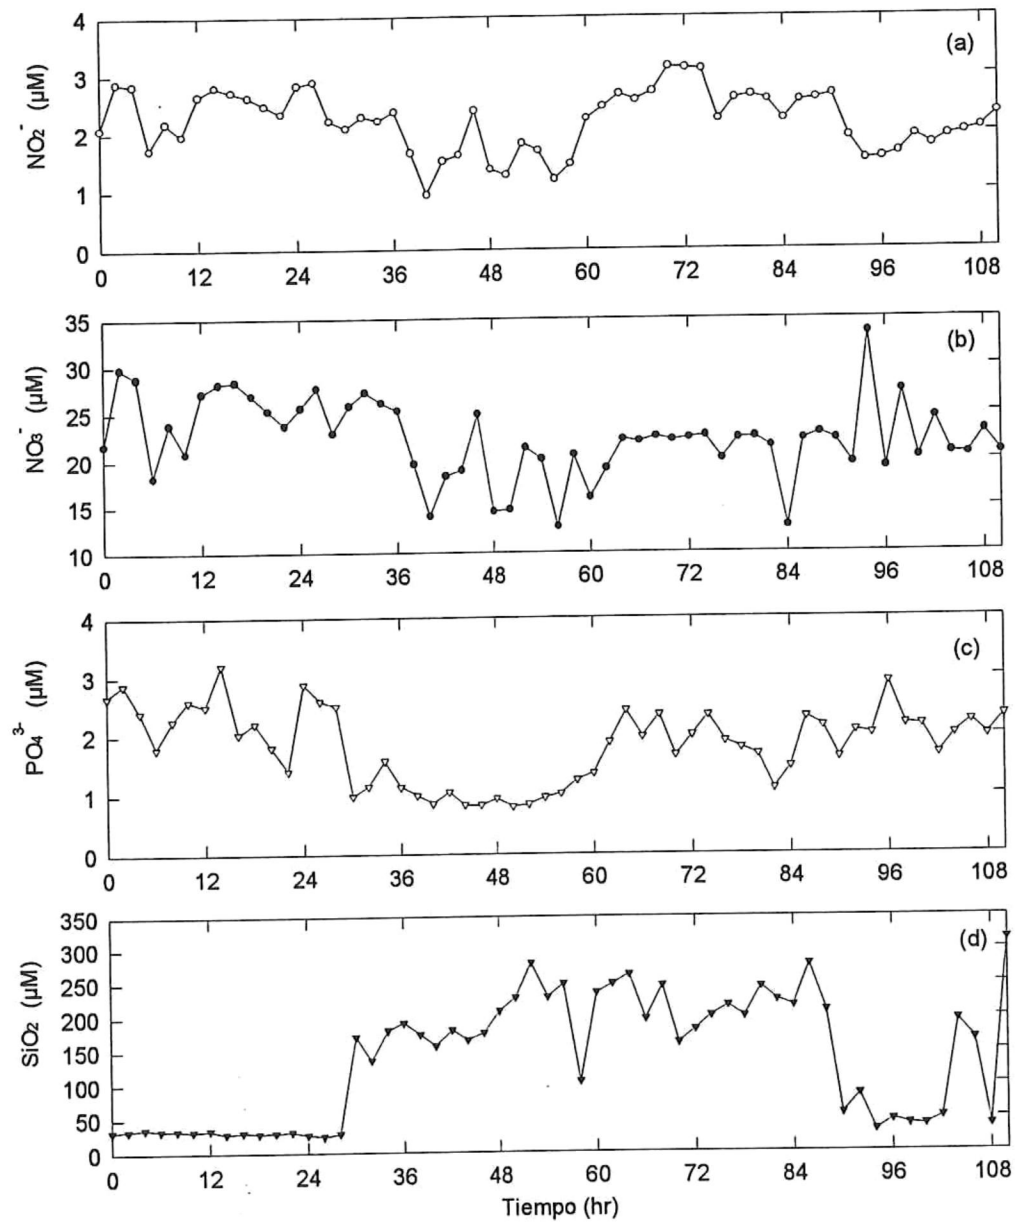 (a)
4
3
2
1
0
NO₂⁻ (µM)
0 12 24 36 48 60 72 84 96 108
(b)
35
30
25
20
15
10
NO₃⁻ (µM)
0 12 24 36 48 60 72 84 96 108
(c)
4
3
2
1
0
PO₄³⁻ (µM)
0 12 24 36 48 60 72 84 96 108
(d)
350
300
250
200
150
100
50
0
SiO₂ (µM)
0 12 24 36 48 60 72 84 96 108
Tiempo (hr)